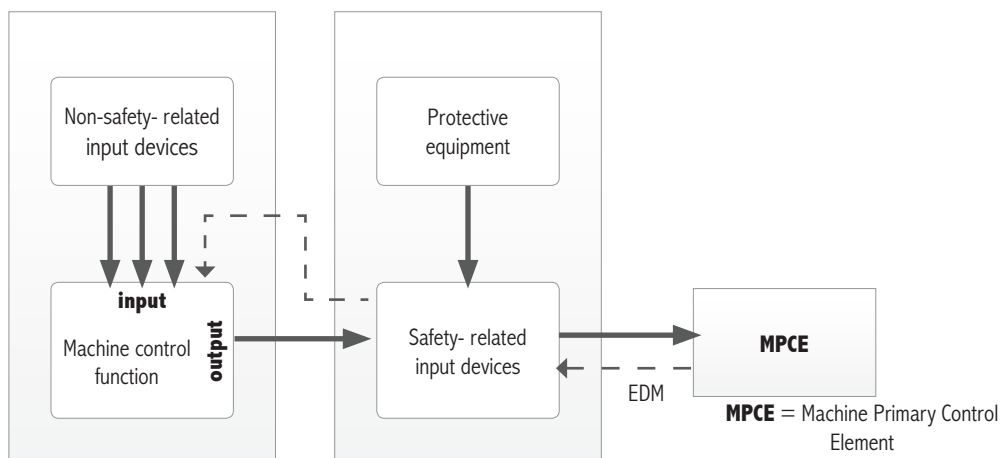 Non-safety- related
input devices
Protective
equipment
input
Machine control
function
output
Safety- related
input devices
EDM
MPCE
MPCE = Machine Primary Control
Element